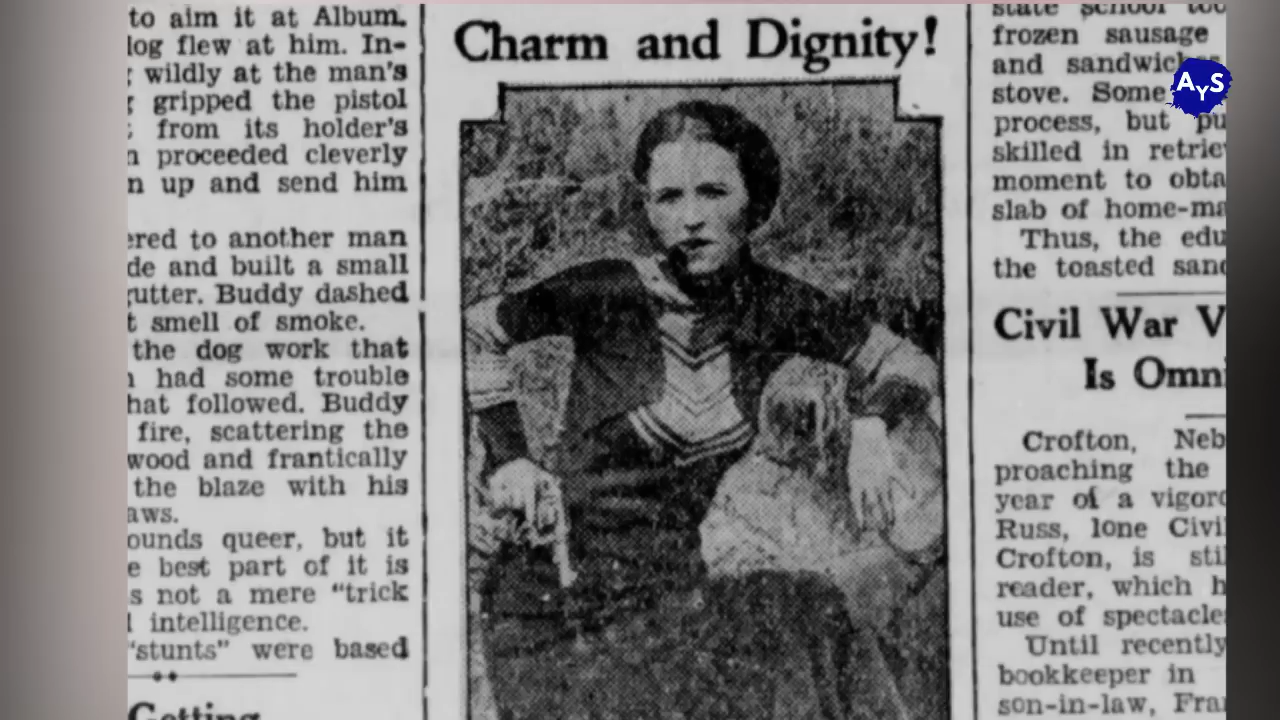 to aim it at Album.
log flew at him. In-
wildly at the man's
gripped the pistol
from its holder's
proceeded cleverly
n up and send him
ered to another man
de and built a small
gutter. Buddy dashed
t smell of smoke.
the dog work that
had some trouble
hat followed. Buddy
fire, scattering the
wood and frantically
the blaze with his
aws.
ounds queer, but it
e best part of it is
s not a mere "trick
intelligence.
"stunts" were based
Getting
Charm and Dignity!
state school too
frozen sausage
and sandwiches
stove. Some
process, but pu
skilled in retrie
moment to obta
slab of home-ma
Thus, the edu
the toasted sand
Civil War V
Is Omni
Crofton, Neb
proaching the
year of a vigoro
Russ, lone Civi
Crofton, is sti
reader, which h
use of spectacle
Until recently
bookkeeper in
son-in-law, Fra
AyS